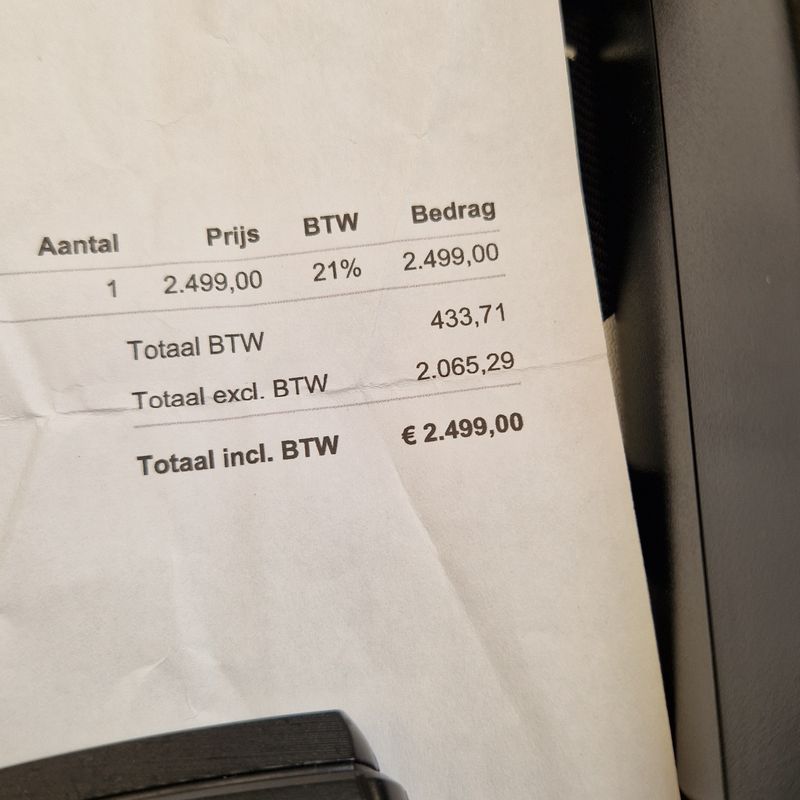 Aantal Prijs BTW Bedrag
1 2.499,00 21% 2.499,00
Totaal BTW 433,71
Totaal excl. BTW 2.065,29
Totaal incl. BTW € 2.499,00